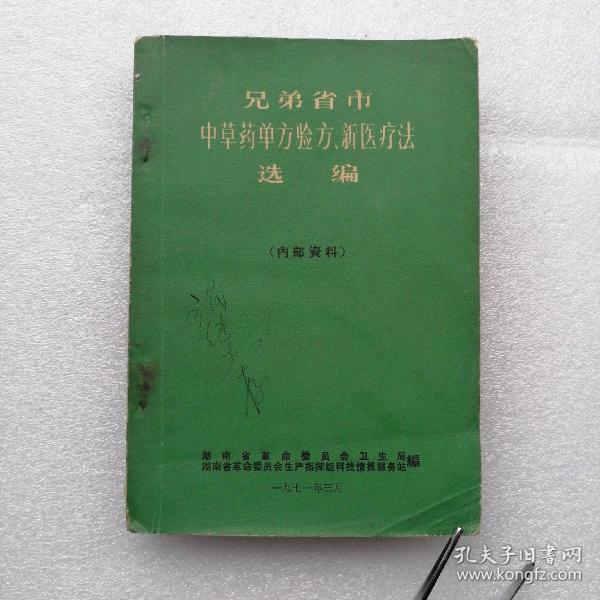 兄弟省市
中草药单方验方、新医疗法
选编
(内部資料)
湖南省革命委员会卫生局
湖南省革命委员会生产指挥组科技情报服务站編
一九七一年三月
孔夫子旧书网
www.kongfz.com